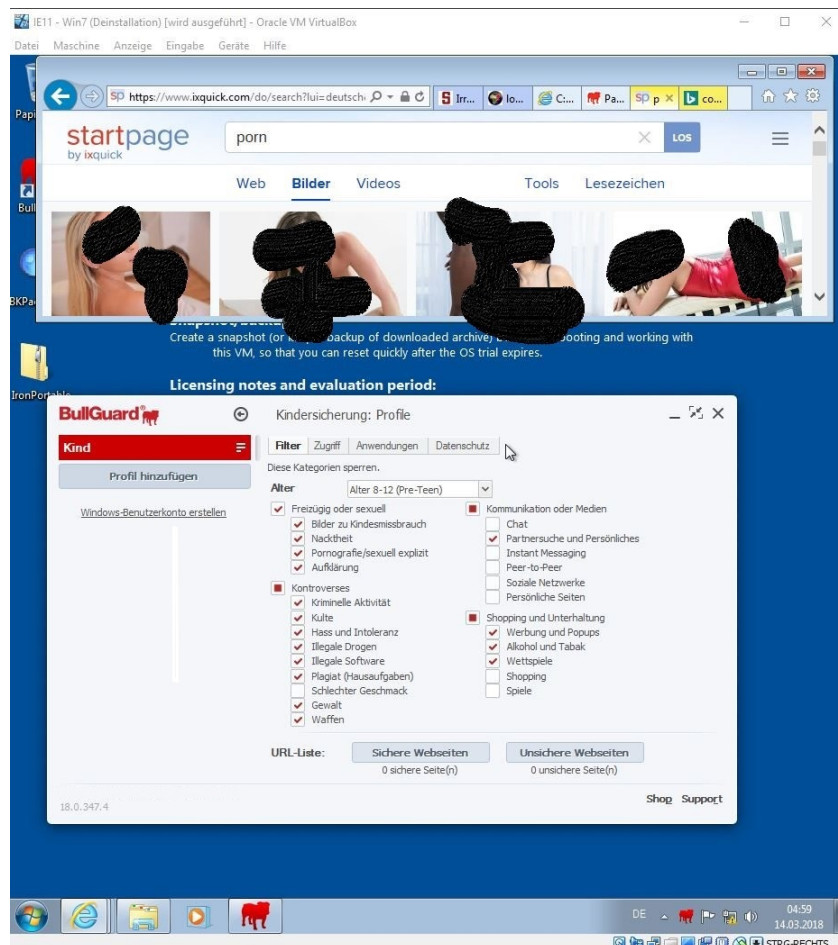 IE11 - Win7 (Deinstallation) [wird ausgeführt] - Oracle VM VirtualBox
Datei Maschine Anzeige Eingabe Geräte Hilfe
https://www.ixquick.com/do/search?lui=deutsch
Irr... lo... C:... Pa... p co...
startpage
by ixquick
porn
LOS
Web Bilder Videos Tools Lesezeichen
Papi
Bull
BKPa
IronPortable
Create a snapshot (or backup of downloaded archive) booting and working with
this VM, so that you can reset quickly after the OS trial expires.
Licensing notes and evaluation period:
BullGuard
Kindersicherung: Profile
Kind
Profil hinzufügen
Windows-Benutzerkonto erstellen
Filter Zugriff Anwendungen Datenschutz
Diese Kategorien sperren.
Alter Alter 8-12 (Pre-Teen)
Freizügig oder sexuell
Bilder zu Kindesmissbrauch
Nacktheit
Pornografie/sexuell explizit
Aufklärung
Kontroverses
Kriminelle Aktivität
Kulte
Hass und Intoleranz
Illegale Drogen
Illegale Software
Plagiat (Hausaufgaben)
Schlechter Geschmack
Gewalt
Waffen
Kommunikation oder Medien
Chat
Partnersuche und Persönliches
Instant Messaging
Peer-to-Peer
Soziale Netzwerke
Persönliche Seiten
Shopping und Unterhaltung
Werbung und Popups
Alkohol und Tabak
Wettspiele
Shopping
Spiele
URL-Liste: Sichere Webseiten Unsichere Webseiten
0 sichere Seite(n) 0 unsichere Seite(n)
18.0.347.4
Shop Support
DE
04:59
14.03.2018
STRG-RECHTS